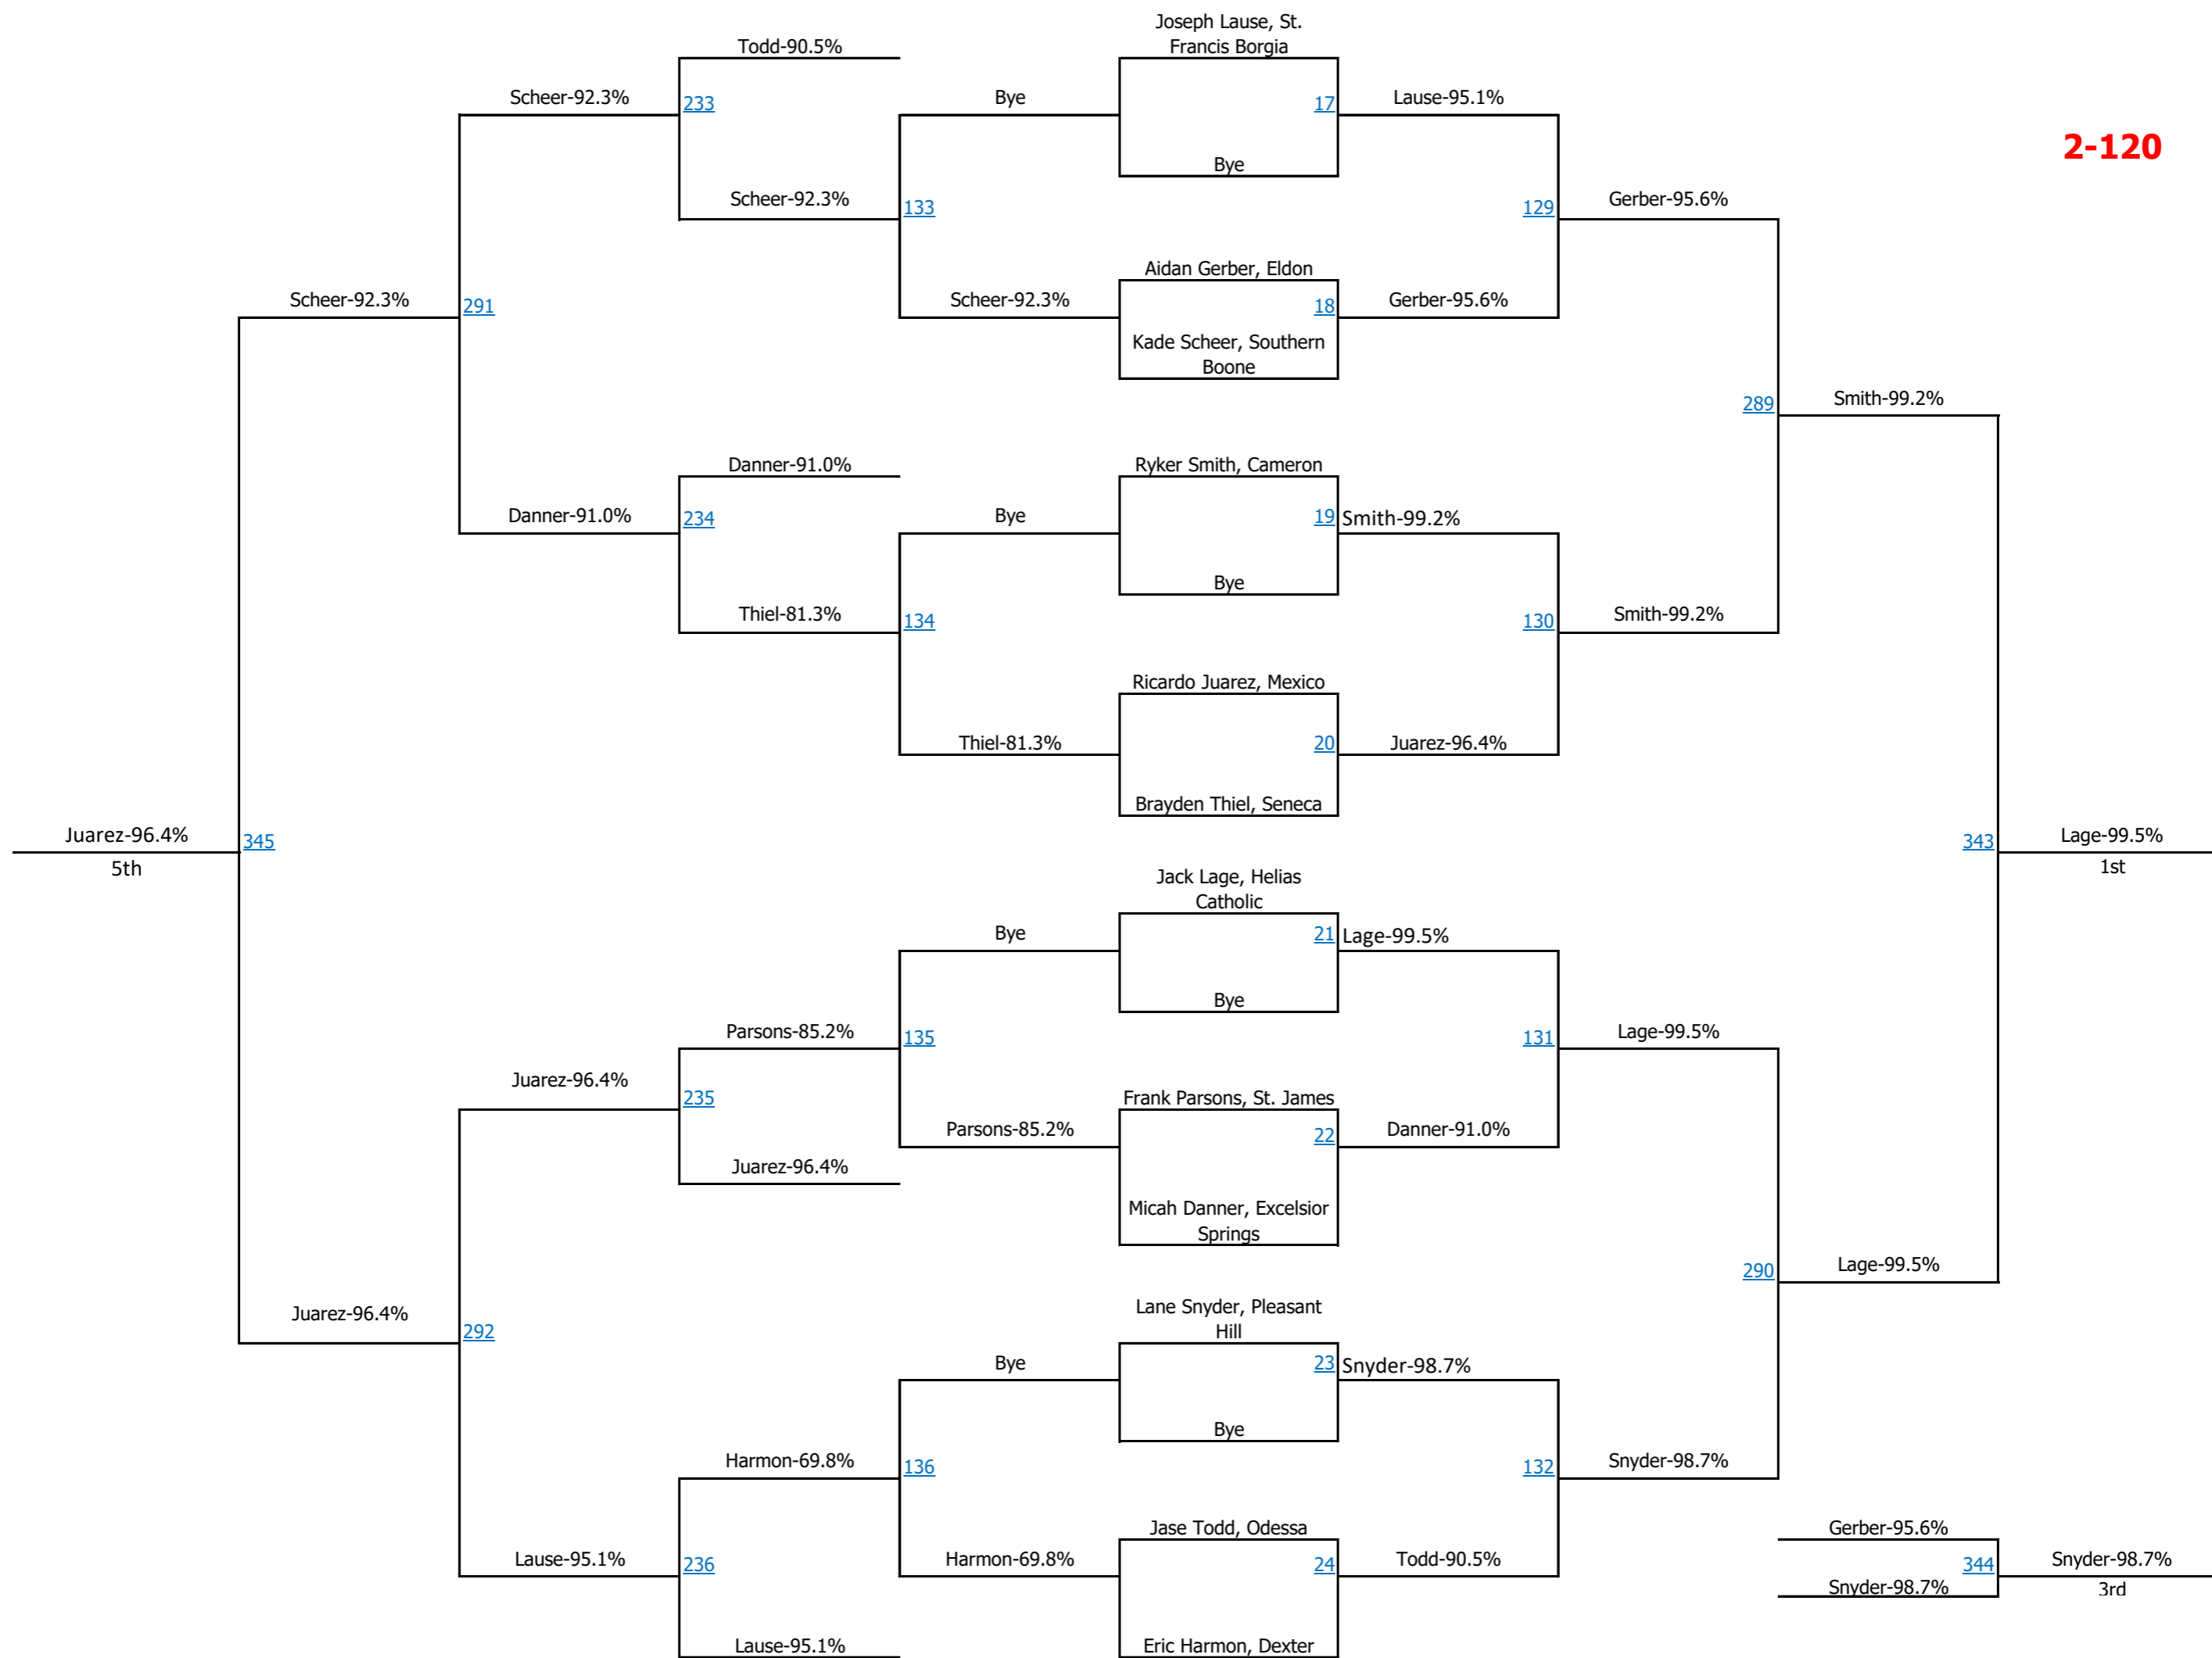 Joseph Lause, St.
Francis Borgia
Todd-90.5%
Scheer-92.3%
233
Bye
17
Lause-95.1%
2-120
Bye
Scheer-92.3%
133
129
Gerber-95.6%
Aidan Gerber, Eldon
Scheer-92.3%
291
Scheer-92.3%
18
Gerber-95.6%
Kade Scheer, Southern
Boone
289
Smith-99.2%
Danner-91.0%
Ryker Smith, Cameron
Danner-91.0%
234
Bye
19
Smith-99.2%
Bye
Thiel-81.3%
134
130
Smith-99.2%
Ricardo Juarez, Mexico
Thiel-81.3%
20
Juarez-96.4%
Brayden Thiel, Seneca
Juarez-96.4%
345
343
Lage-99.5%
5th
1st
Jack Lage, Helias
Catholic
Bye
21
Lage-99.5%
Bye
Parsons-85.2%
135
131
Lage-99.5%
Juarez-96.4%
235
Frank Parsons, St. James
Parsons-85.2%
22
Danner-91.0%
Juarez-96.4%
Micah Danner, Excelsior
Springs
290
Lage-99.5%
Juarez-96.4%
292
Lane Snyder, Pleasant
Hill
Bye
23
Snyder-98.7%
Bye
Harmon-69.8%
136
132
Snyder-98.7%
Jase Todd, Odessa
Gerber-95.6%
Lause-95.1%
236
Harmon-69.8%
24
Todd-90.5%
344
Snyder-98.7%
Snyder-98.7%
3rd
Lause-95.1%
Eric Harmon, Dexter